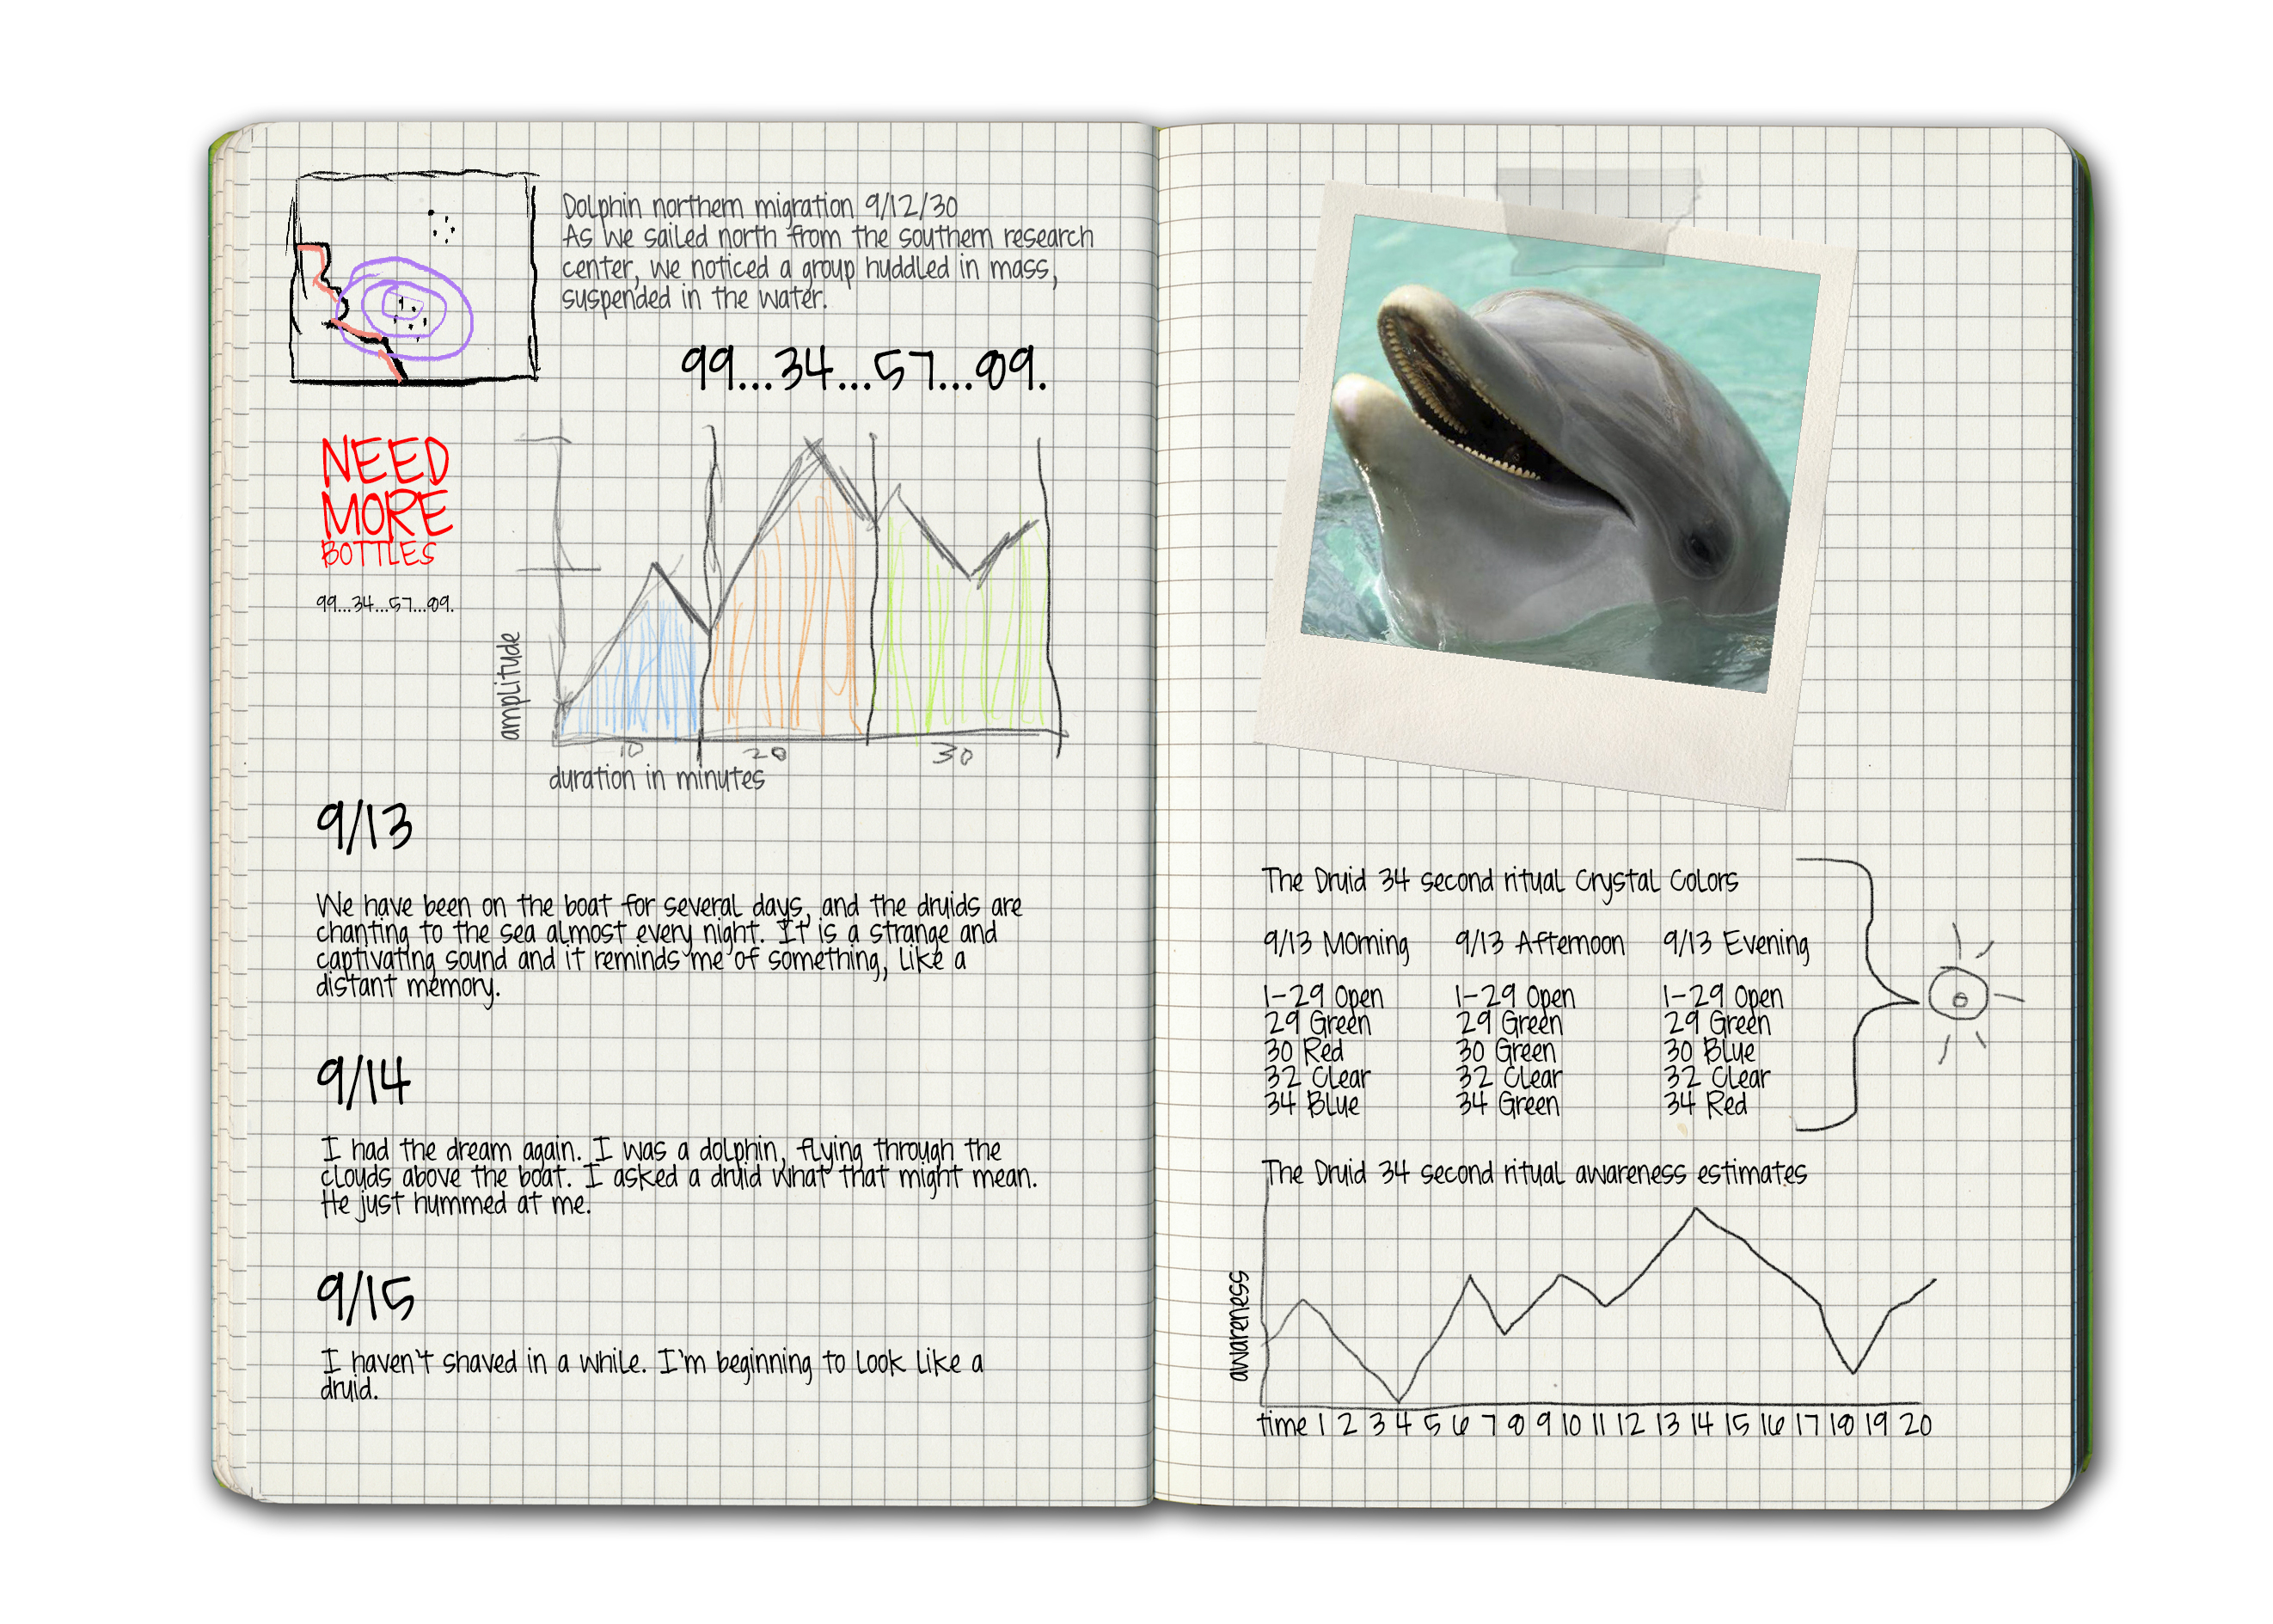 Dolphin northern migration 9/12/30
As we sailed north from the southern research
center, we noticed a group huddled in mass,
suspended in the water.
99...34...57...89.
NEED
MORE
BOTTLES
99...34...57...89.
amplitude
10 20 30
duration in minutes
9/13
We have been on the boat for several days, and the druids are
chanting to the sea almost every night. It is a strange and
captivating sound and it reminds me of something, like a
distant memory.
9/14
I had the dream again. I was a dolphin, flying through the
clouds above the boat. I asked a druid what that might mean.
He just hummed at me.
9/15
I haven't shaved in a while. I'm beginning to look like a
druid.
The Druid 34 second ritual Crystal Colors
9/13 Morning 9/13 Afternoon 9/13 Evening
1-29 Open 1-29 Open 1-29 Open
29 Green 29 Green 29 Green
30 Red 30 Green 30 Blue
32 Clear 32 Clear 32 Clear
34 Blue 34 Green 34 Red
The Druid 34 second ritual awareness estimates
awareness
time 1 2 3 4 5 6 7 8 9 10 11 12 13 14 15 16 17 18 19 20